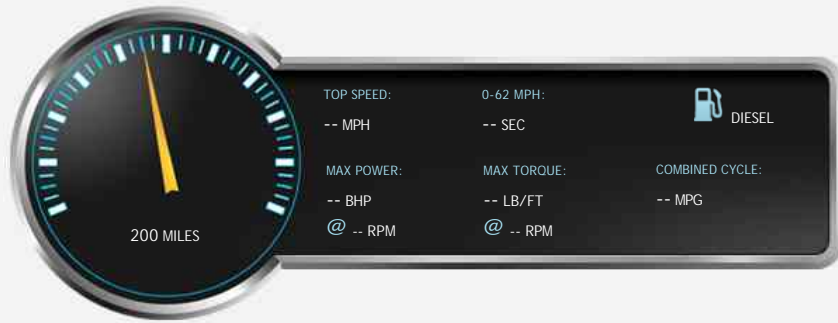 200 MILES
TOP SPEED:
-- MPH
0-62 MPH:
-- SEC
DIESEL
MAX POWER:
-- BHP
@ -- RPM
MAX TORQUE:
-- LB/FT
@ -- RPM
COMBINED CYCLE:
-- MPG